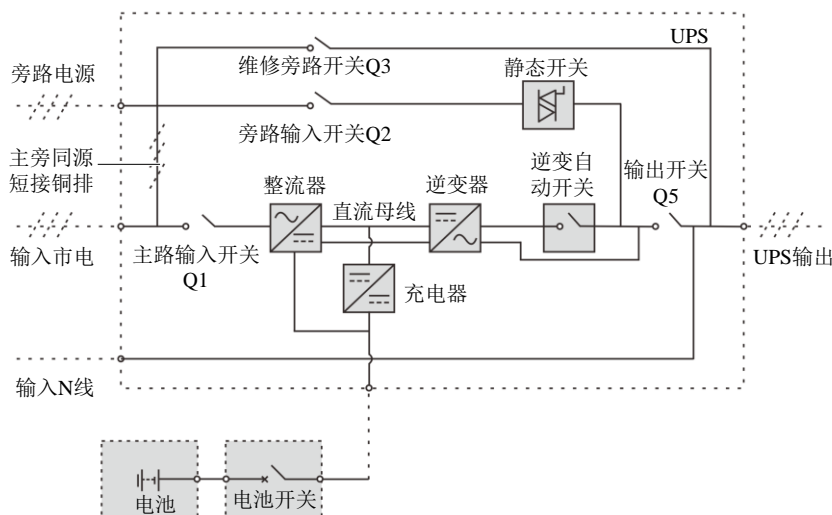 UPS
维修旁路开关Q3
静态开关
旁路电源
旁路输入开关Q2
主旁同源
短接铜排
整流器
直流母线
逆变器
逆变自
动开关
输出开关
Q5
输入市电
主路输入开关
Q1
充电器
UPS输出
输入N线
电池
电池开关